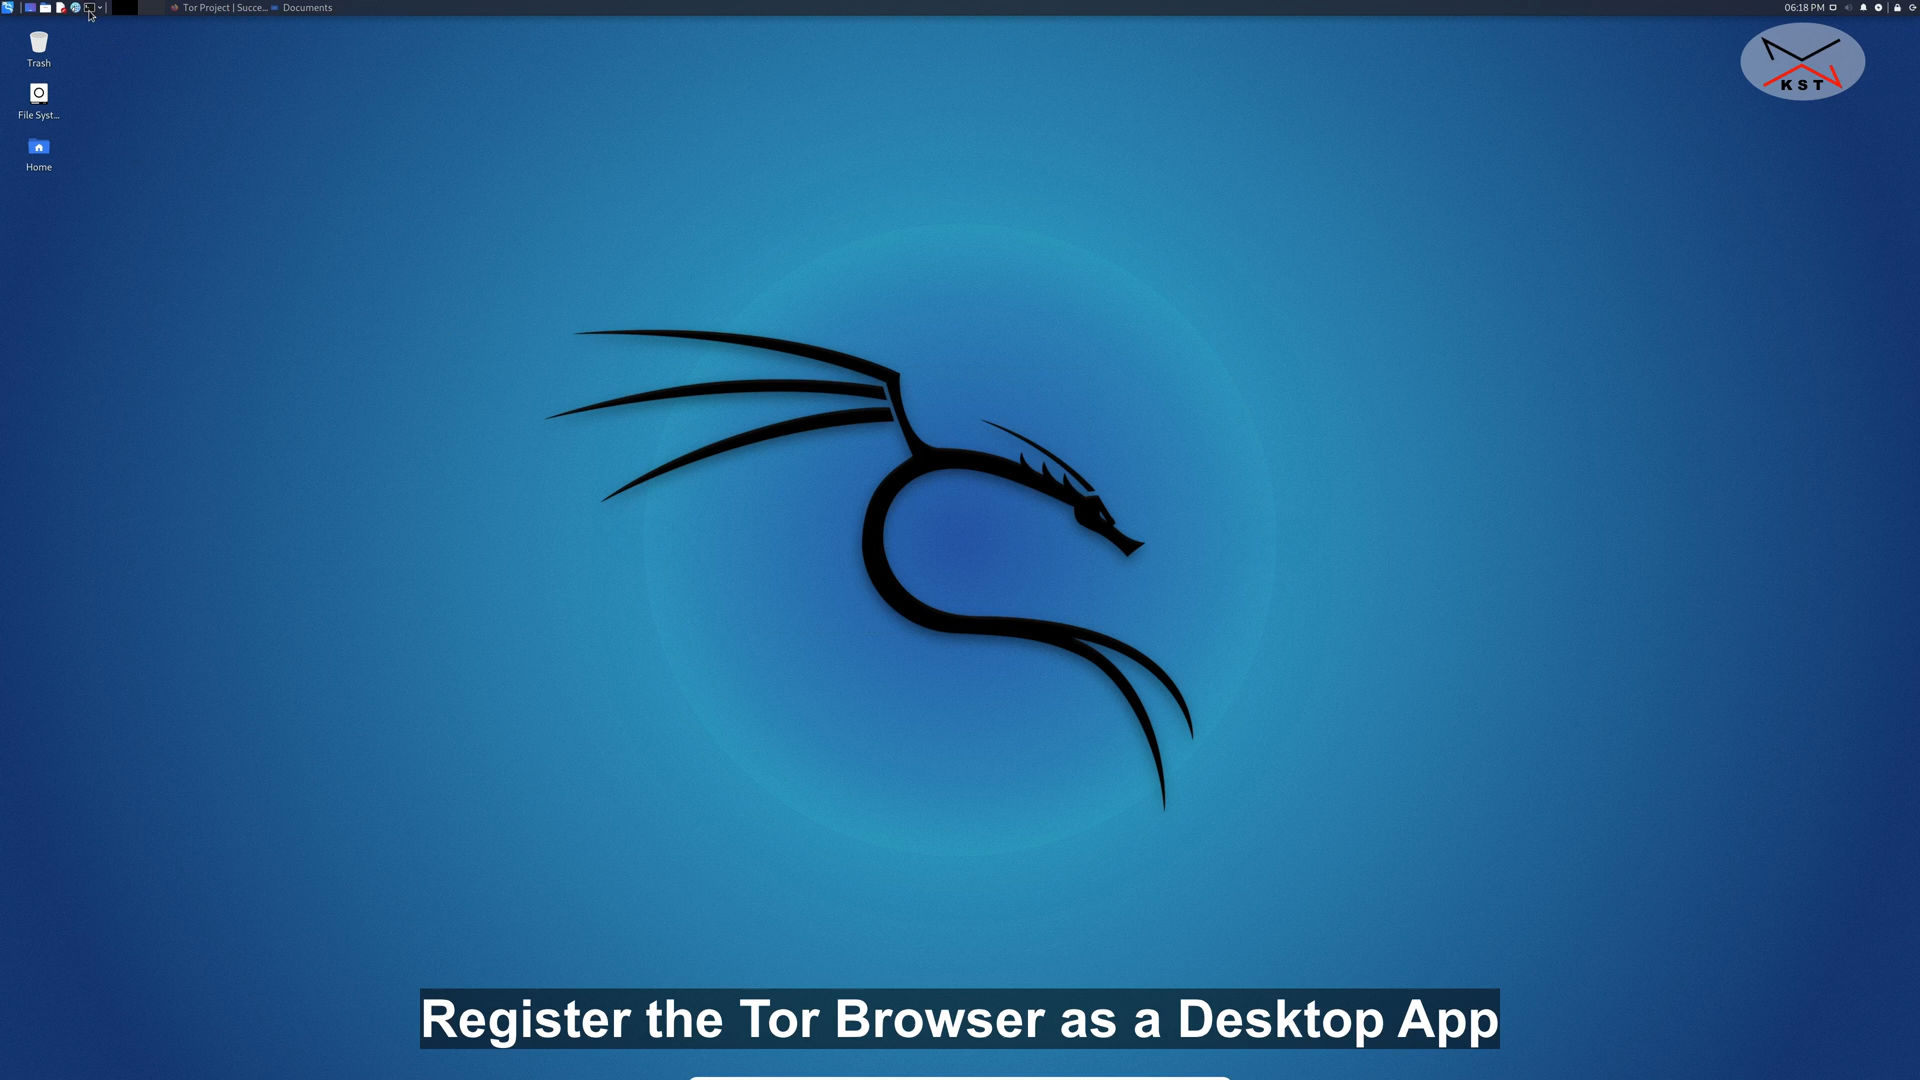 Tor Project | Succe...
Documents
06:18 PM
Trash
File Syst...
Home
KST
Register the Tor Browser as a Desktop App